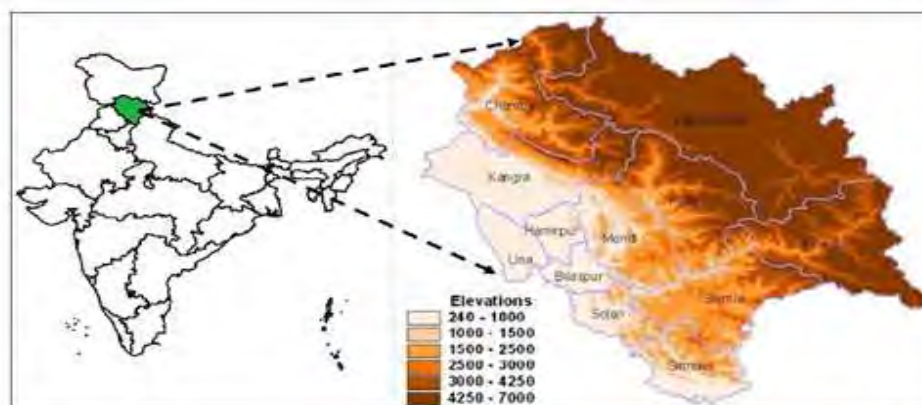 Chamba
Kangra
Hamirpur
Mandi
Una
Bilaspur
Solan
Shimla
Sirmaur
Elevations
240 - 1000
1000 - 1500
1500 - 2500
2500 - 3000
3000 - 4250
4250 - 7000